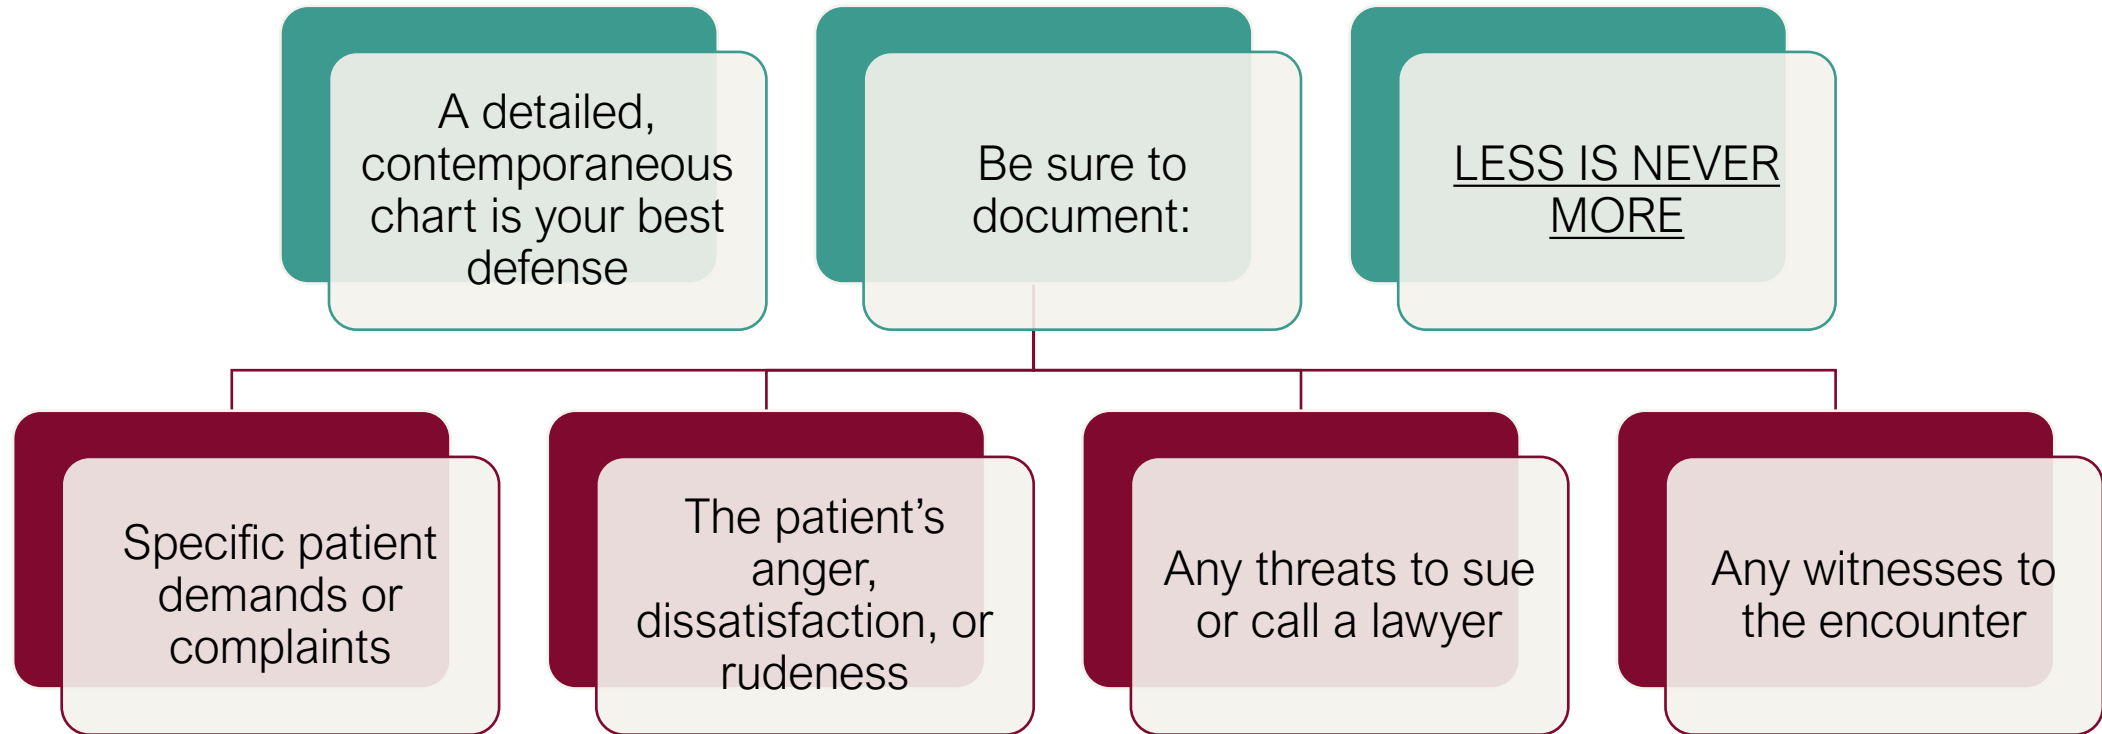 A detailed,
contemporaneous
chart is your best
defense
Be sure to
document:
LESS IS NEVER
MORE
Specific patient
demands or
complaints
The patient’s
anger,
dissatisfaction, or
rudeness
Any threats to sue
or call a lawyer
Any witnesses to
the encounter